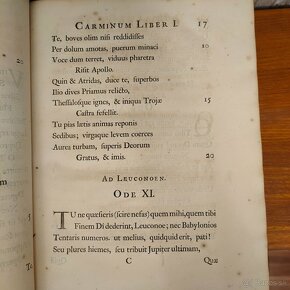 CARMINUM LIBER I. 17
Te, boves olim nisi reddidisses
Per dolum amotas, puerum minaci 10
Voce dum terret, viduus pharetra
Risit Apollo.
Quin & Atridas, duce te, superbos
Ilio dives Priamus relicto,
Thessalosque ignes, & iniqua Trojæ 15
Castra fefellit.
Tu pias lætis animas reponis
Sedibus; virgaque levem coerces
Aurea turbam, superis Deorum
Gratus, & imis. 20
AD LEUCONOEN.
ODE XI.
TU ne quæsieris (scire nefas) quem mihi, quem tibi
Finem Di dederint, Leuconoe; nec Babylonios
Tentaris numeros. ut melius, quidquid erit, pati!
Seu plures hiemes, seu tribuit Jupiter ultimam,
C Quæ